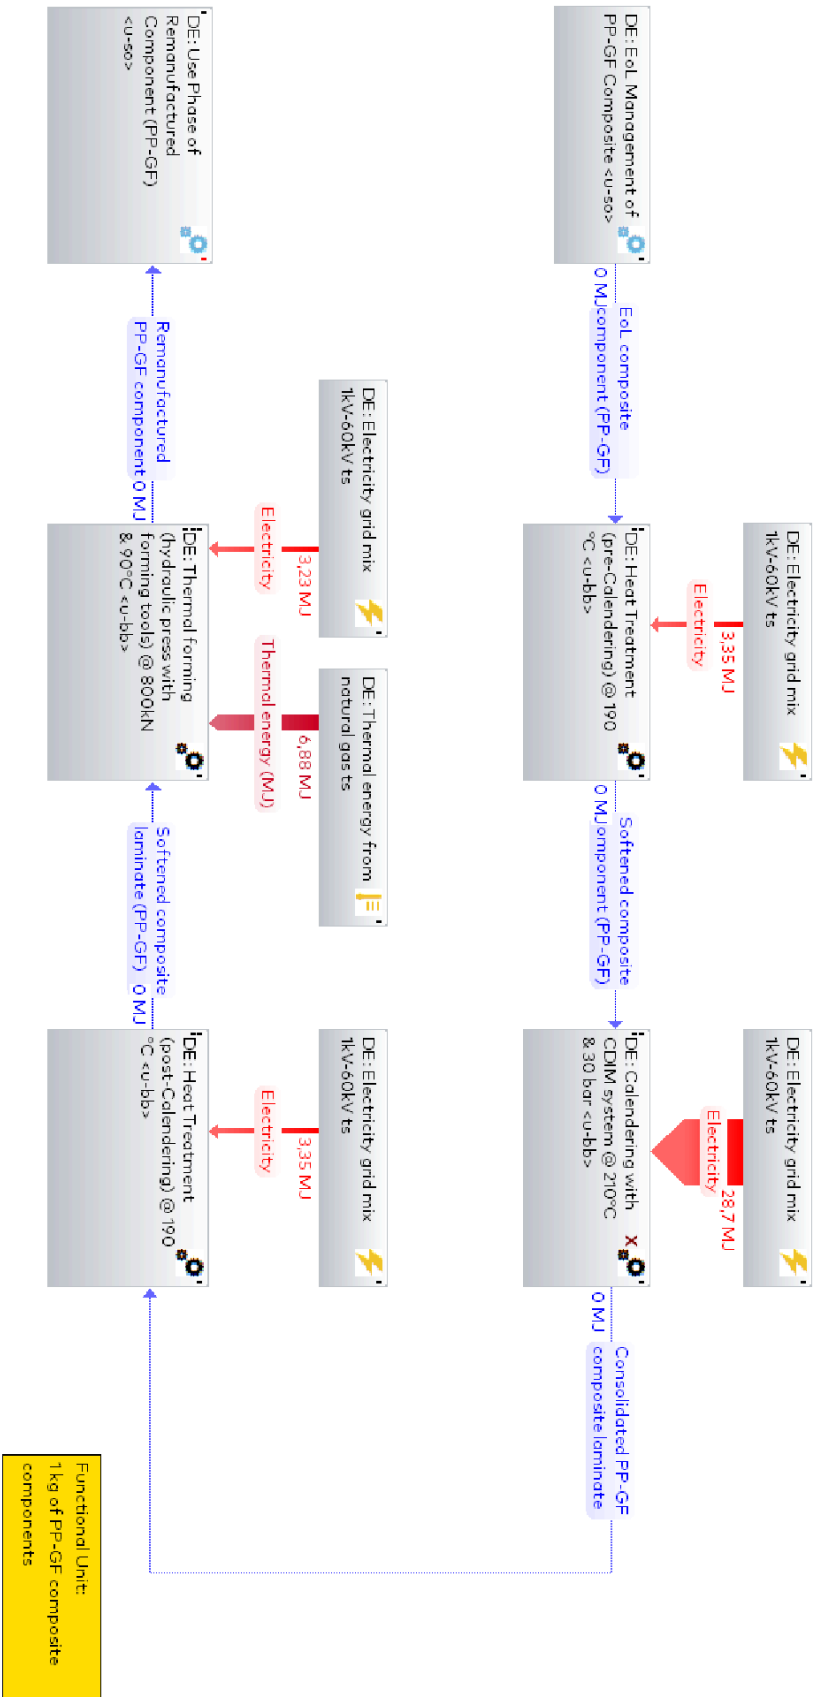 DE: Electricity grid mix
1kV-60kV ts
3,35 MJ
Electricity
DE: Electricity grid mix
1kV-60kV ts
28,7 MJ
Electricity
DE: EoL Management of
PP-GF Composite <u-so>
EoL composite
0 MJcomponent (PP-GF)
DE: Heat Treatment
(pre-Calendering) @ 190
°C <u-bb>
Softened composite
0 MJomponent (PP-GF)
DE: Calendering with
CDIM system @ 210°C
& 30 bar <u-bb>
X
Consolidated PP-GF
0 MJ composite laminate
DE: Electricity grid mix
1kV-60kV ts
3,23 MJ
Electricity
DE: Thermal energy from
natural gas ts
6,88 MJ
Thermal energy (MJ)
DE: Electricity grid mix
1kV-60kV ts
3,35 MJ
Electricity
DE: Use Phase of
Remanufactured
Component (PP-GF)
<u-so>
Remanufactured
PP-GF component 0 MJ
DE: Thermal forming
(hydraulic press with
forming tools) @ 800kN
& 90°C <u-bb>
Softened composite
laminate (PP-GF) 0 MJ
DE: Heat Treatment
(post-Calendering) @ 190
°C <u-bb>
Functional Unit:
1 kg of PP-GF composite
components